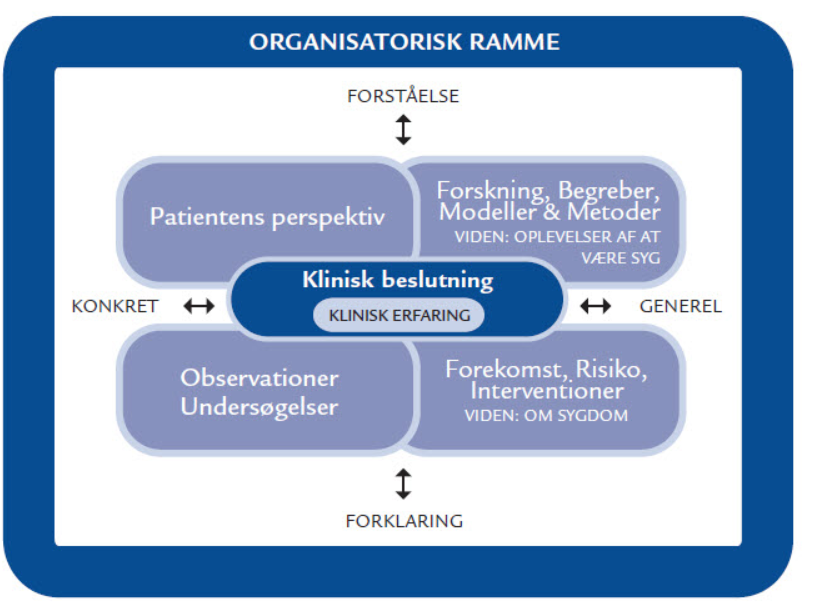 ORGANISATORISK RAMME
FORSTÅELSE
Patientens perspektiv
Forskning, Begreber,
Modeller & Metoder
VIDEN: OPLEVELSER AF AT
VÆRE SYG
Klinisk beslutning
KLINISK ERFARING
KONKRET
GENEREL
Observationer
Undersøgelser
Forekomst, Risiko,
Interventioner
VIDEN: OM SYGDOM
FORKLARING